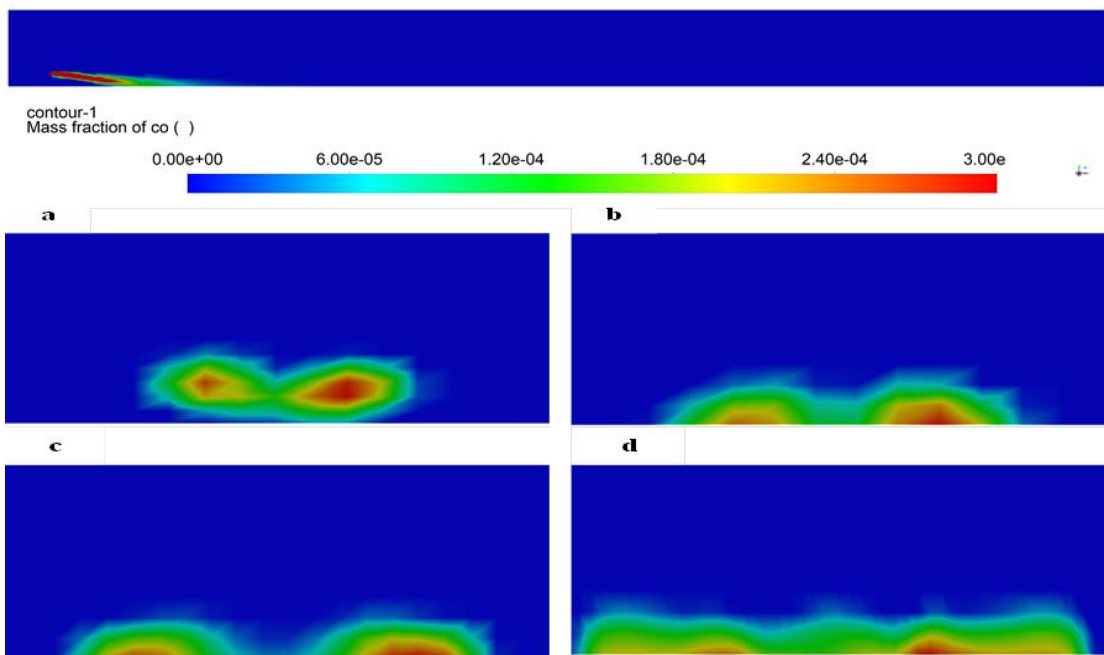 contour-1
Mass fraction of co ( )
0.00e+00 6.00e-05 1.20e-04 1.80e-04 2.40e-04 3.00e
a b
c d